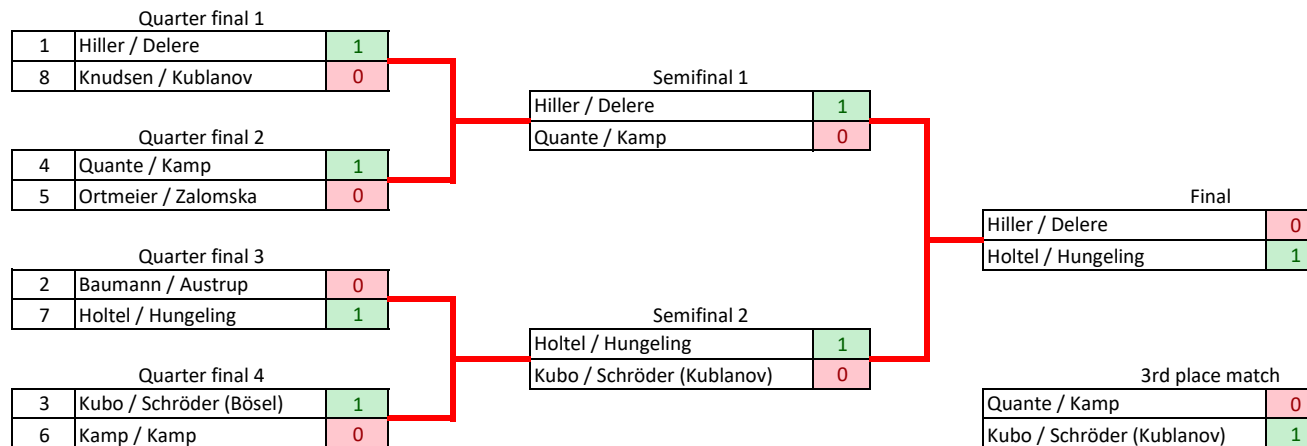 Quarter final 1
1 Hiller / Delere 1
8 Knudsen / Kublanov 0
Quarter final 2
4 Quante / Kamp 1
5 Ortmeier / Zalomska 0
Quarter final 3
2 Baumann / Austrup 0
7 Holtel / Hungeling 1
Quarter final 4
3 Kubo / Schröder (Bösel) 1
6 Kamp / Kamp 0
Semifinal 1
Hiller / Delere 1
Quante / Kamp 0
Semifinal 2
Holtel / Hungeling 1
Kubo / Schröder (Kublanov) 0
Final
Hiller / Delere 0
Holtel / Hungeling 1
3rd place match
Quante / Kamp 0
Kubo / Schröder (Kublanov) 1